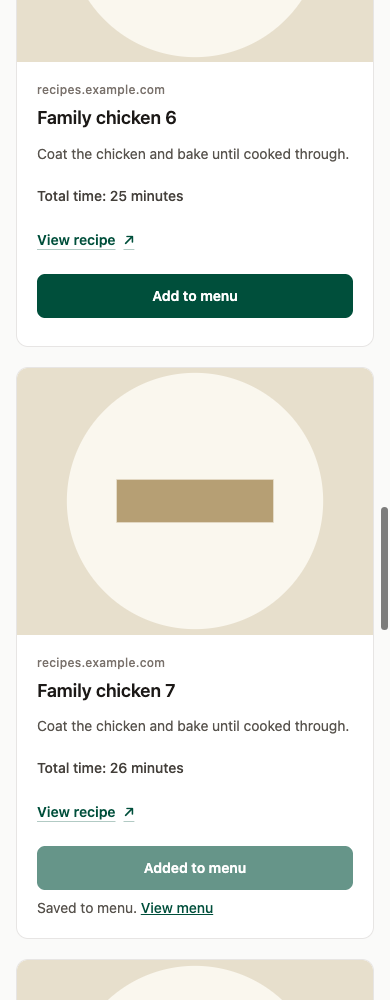 recipes.example.com
Family chicken 6
Coat the chicken and bake until cooked through.
Total time: 25 minutes
View recipe ↗
Add to menu
recipes.example.com
Family chicken 7
Coat the chicken and bake until cooked through.
Total time: 26 minutes
View recipe ↗
Added to menu
Saved to menu. View menu